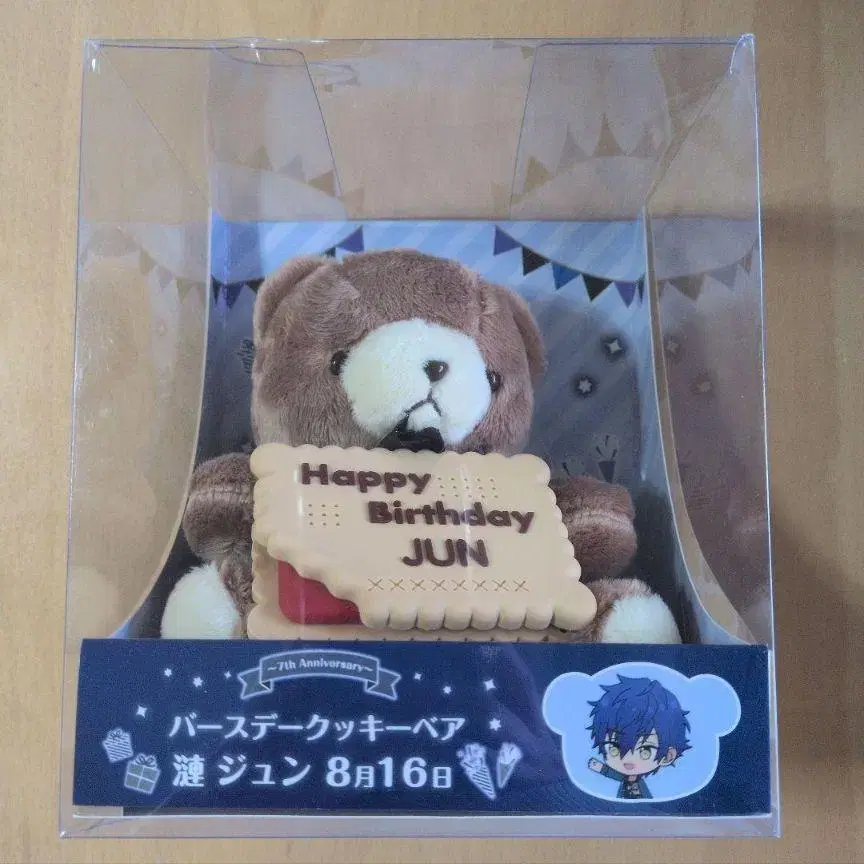 Happy
Birthday
JUN
~7th Anniversary~
バースデークッキーベア
漣 ジュン 8月16日